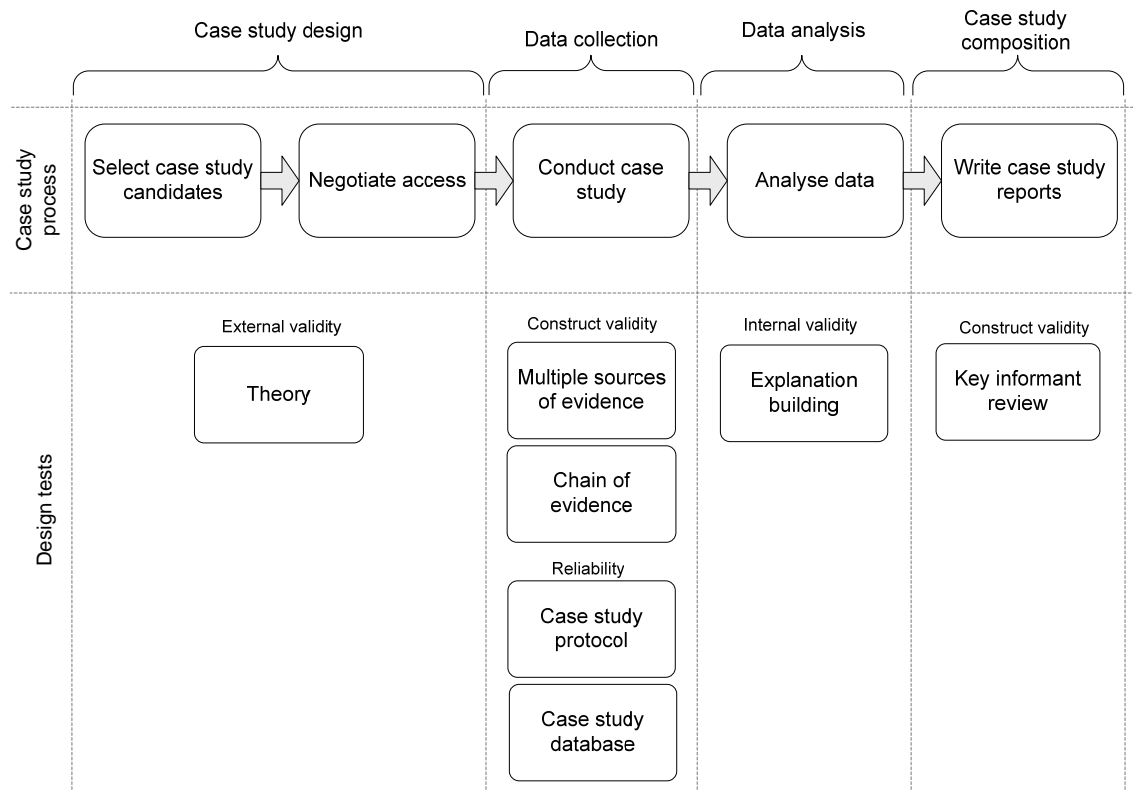 Case study design
Data collection
Data analysis
Case study
composition
Case study
process
Select case study
candidates
Negotiate access
Conduct case
study
Analyse data
Write case study
reports
Design tests
External validity
Theory
Construct validity
Multiple sources
of evidence
Chain of
evidence
Reliability
Case study
protocol
Case study
database
Internal validity
Explanation
building
Construct validity
Key informant
review